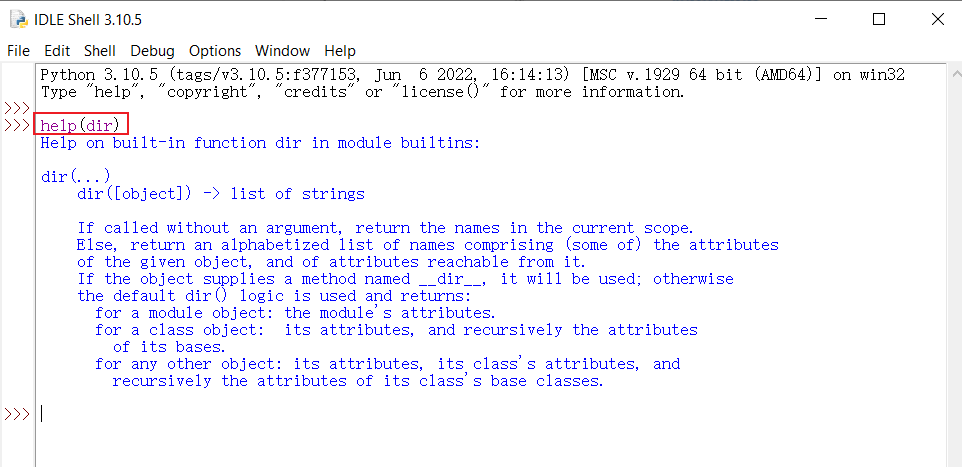 IDLE Shell 3.10.5
File Edit Shell Debug Options Window Help
Python 3.10.5 (tags/v3.10.5:f377153, Jun  6 2022, 16:14:13) [MSC v.1929 64 bit (AMD64)] on win32
Type "help", "copyright", "credits" or "license()" for more information.
>>>
>>> help(dir)
Help on built-in function dir in module builtins:
dir(...)
    dir([object]) -> list of strings
    If called without an argument, return the names in the current scope.
    Else, return an alphabetized list of names comprising (some of) the attributes
    of the given object, and of attributes reachable from it.
    If the object supplies a method named __dir__, it will be used; otherwise
    the default dir() logic is used and returns:
      for a module object: the module's attributes.
      for a class object:  its attributes, and recursively the attributes
        of its bases.
      for any other object: its attributes, its class's attributes, and
        recursively the attributes of its class's base classes.
>>>